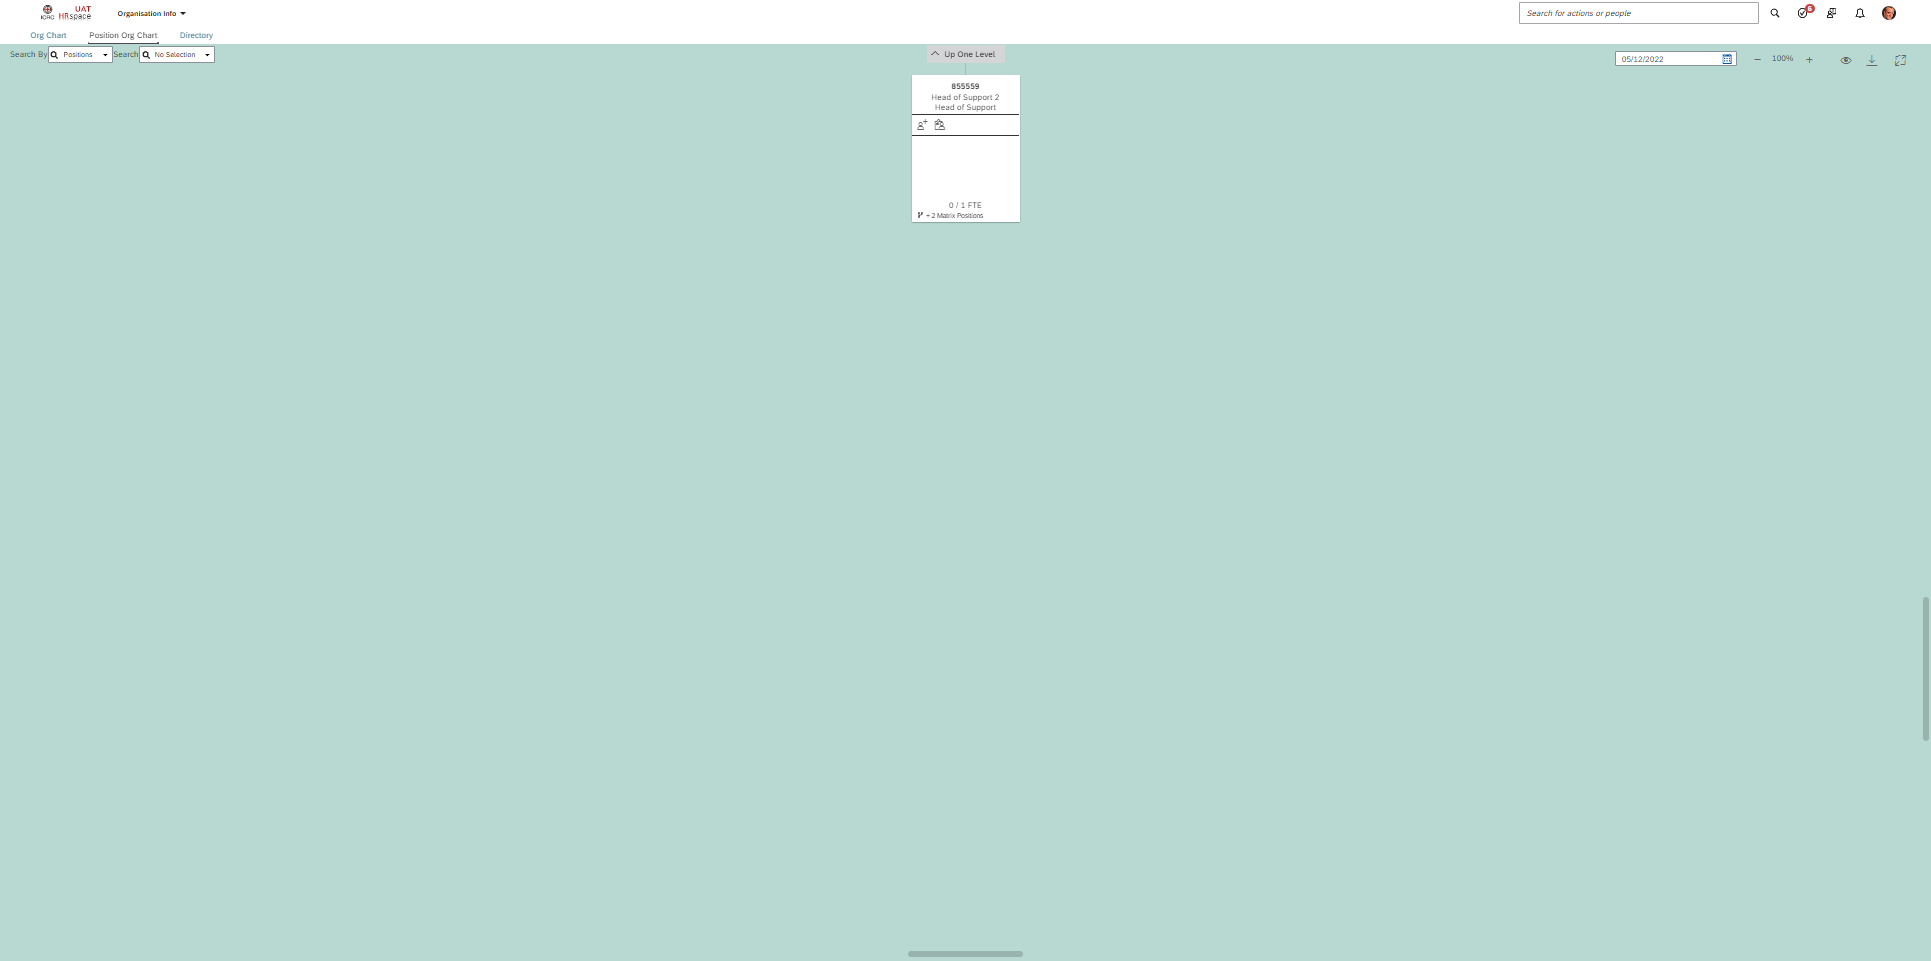 ICRC
UAT
HRspace
Organisation Info
Search for actions or people
6
Org Chart
Position Org Chart
Directory
Search By
Positions
Search
No Selection
Up One Level
05/12/2022
100%
855559
Head of Support 2
Head of Support
0 / 1 FTE
+ 2 Matrix Positions